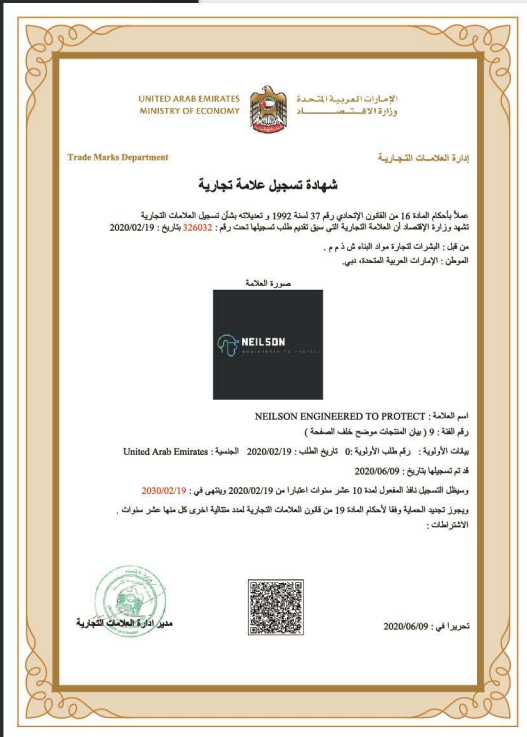 UNITED ARAB EMIRATES
MINISTRY OF ECONOMY
الإمارات العربية المتحدة
وزارة الاقتصاد
Trade Marks Department
إدارة العلامات التجارية
شهادة تسجيل علامة تجارية
عملاً بأحكام المادة 16 من القانون الإتحادي رقم 37 لسنة 1992 و تعديلاته بشأن تسجيل العلامات التجارية
تشهد وزارة الإقتصاد أن العلامة التجارية التى سبق تقديم طلب تسجيلها تحت رقم : 326032 بتاريخ : 2020/02/19
من قبل : البشرات لتجارة مواد البناء ش ذ م م .
الموطن : الإمارات العربية المتحدة، دبي.
صورة العلامة
NEILSON
ENGINEERED TO PROTECT
اسم العلامة : NEILSON ENGINEERED TO PROTECT
رقم الفئة : 9 ( بيان المنتجات موضح خلف الصفحة )
بيانات الأولوية : رقم طلب الأولوية :0 تاريخ الطلب : 2020/02/19 الجنسية : United Arab Emirates
قد تم تسجيلها بتاريخ : 2020/06/09
وسيظل التسجيل نافذ المفعول لمدة 10 عشر سنوات اعتبارا من 2020/02/19 وينتهى في : 2030/02/19
ويجوز تجديد الحماية وفقا لأحكام المادة 19 من قانون العلامات التجارية لمدد متتالية اخرى كل منها عشر سنوات .
الاشتراطات :
مدير إدارة العلامات التجارية
تحريرا في : 2020/06/09